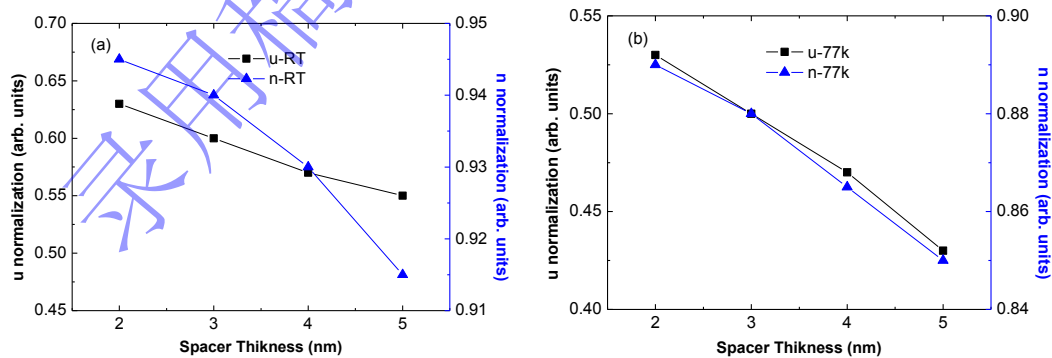 (a)
u-RT
n-RT
0.70
0.65
0.60
0.55
0.50
0.45
u normalization (arb. units)
0.95
0.94
0.93
0.92
0.91
n normalization (arb. units)
2 3 4 5
Spacer Thikness (nm)
(b)
u-77k
n-77k
0.55
0.50
0.45
0.40
u normalization (arb. units)
0.90
0.88
0.86
0.84
n normalization (arb. units)
2 3 4 5
Spacer Thikness (nm)
录用稿